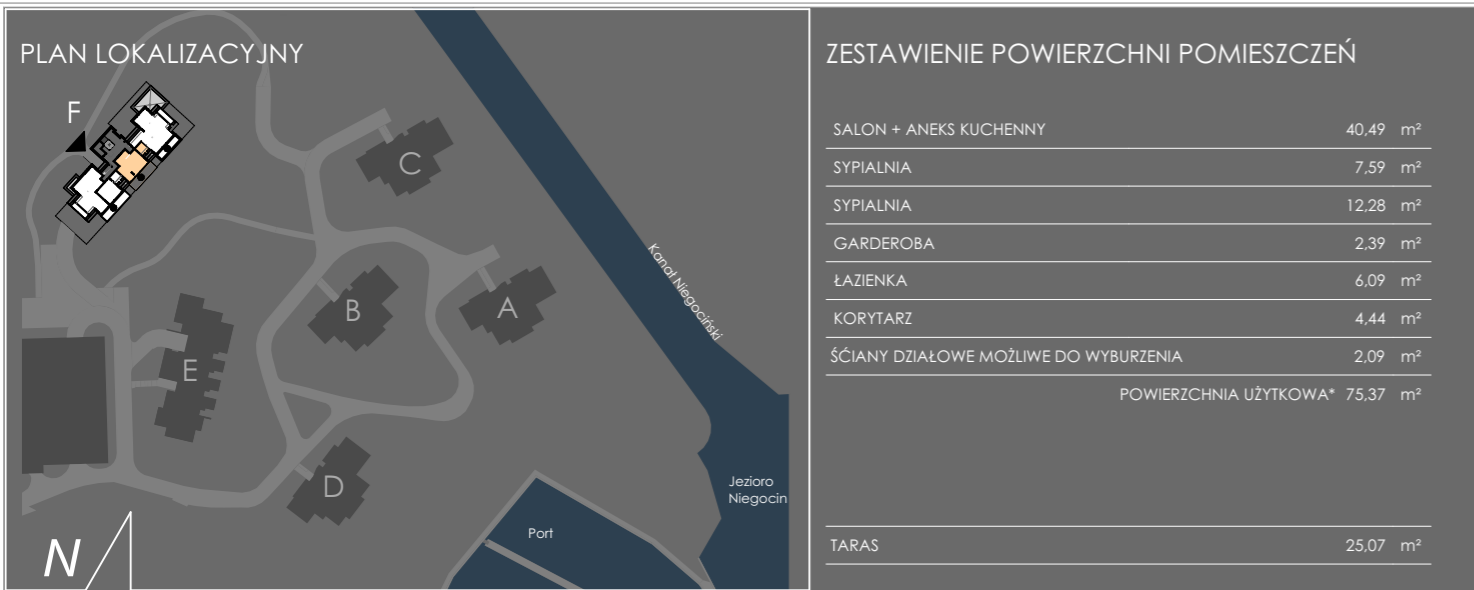 PLAN LOKALIZACYJNY
F
C
A
B
E
D
Kanał Niegociński
Jezioro
Niegocin
Port
N
ZESTAWIENIE POWIERZCHNI POMIESZCZEŃ
SALON + ANEKS KUCHENNY 40,49 m²
SYPIALNIA 7,59 m²
SYPIALNIA 12,28 m²
GARDEROBA 2,39 m²
ŁAZIENKA 6,09 m²
KORYTARZ 4,44 m²
ŚĆIANY DZIAŁOWE MOŻLIWE DO WYBURZENIA 2,09 m²
POWIERZCHNIA UŻYTKOWA* 75,37 m²
TARAS 25,07 m²